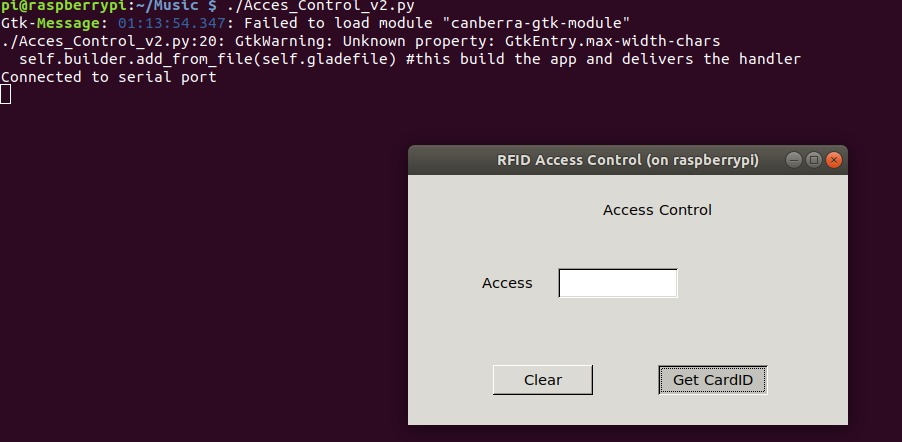 pi@raspberrypi:~/Music $ ./Acces_Control_v2.py
Gtk-Message: 01:13:54.347: Failed to load module "canberra-gtk-module"
./Acces_Control_v2.py:20: GtkWarning: Unknown property: GtkEntry.max-width-chars
  self.builder.add_from_file(self.gladefile) #this build the app and delivers the handler
Connected to serial port
RFID Access Control (on raspberrypi)
Access Control
Access
Clear Get CardID